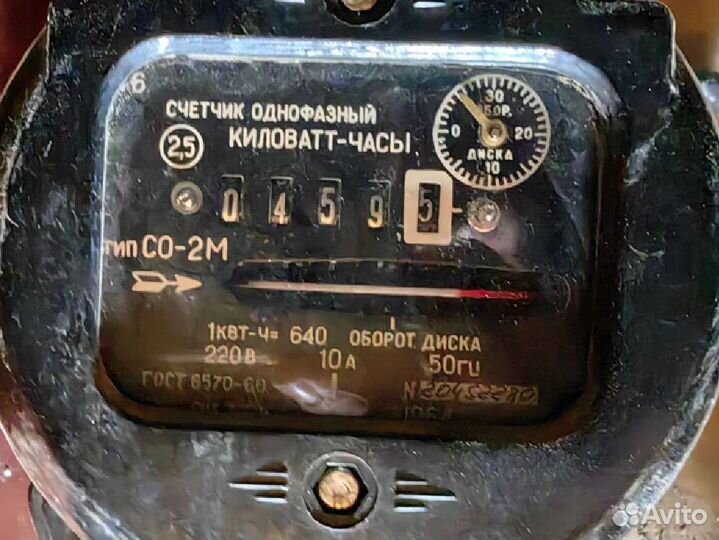 6
30
ОБОР.
0 20
ДИСКА
10
СЧЕТЧИК ОДНОФАЗНЫЙ
2,5 КИЛОВАТТ-ЧАСЫ
0 4 5 9 5
тип СО-2М
1КВТ-Ч= 640 ОБОРОТ ДИСКА
220В 10А 50гц
ГОСТ 6570-60
N
Avito